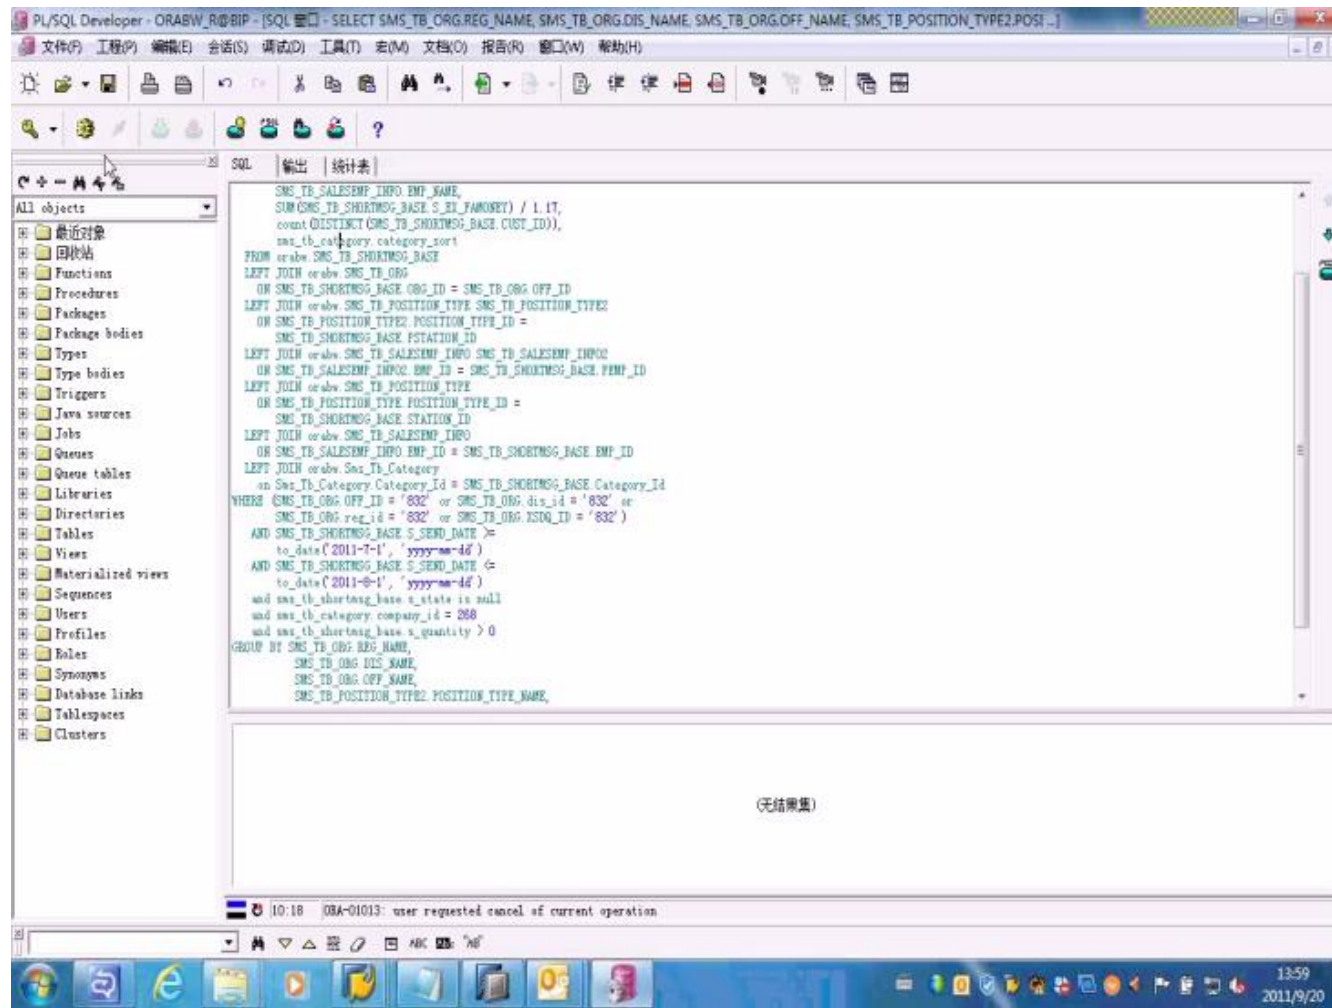 PL/SQL Developer - ORABW_R@BIP - [SQL 窗口 - SELECT SMS_TB_ORG.REG_NAME, SMS_TB_ORG.DIS_NAME, SMS_TB_ORG.OFF_NAME, SMS_TB_POSITION_TYPE2.POSI ...]
文件(F) 工程(P) 编辑(E) 会话(S) 调试(D) 工具(T) 宏(M) 文档(O) 报告(R) 窗口(W) 帮助(H)
SQL 输出 统计表
All objects
最近对象
回收站
Functions
Procedures
Packages
Package bodies
Types
Type bodies
Triggers
Java sources
Jobs
Queues
Queue tables
Libraries
Directories
Tables
Views
Materialized views
Sequences
Users
Profiles
Roles
Synonyms
Database links
Tablespaces
Clusters
SMS_TB_SALESEMP_INFO.EMP_NAME,
SUM(SMS_TB_SHORTMSG_BASE.S_EX_FAMONEY) / 1.17,
count(DISTINCT(SMS_TB_SHORTMSG_BASE.CUST_ID)),
sms_tb_category.category_sort
FROM orabw.SMS_TB_SHORTMSG_BASE
LEFT JOIN orabw.SMS_TB_ORG
ON SMS_TB_SHORTMSG_BASE.ORG_ID = SMS_TB_ORG.OFF_ID
LEFT JOIN orabw.SMS_TB_POSITION_TYPE SMS_TB_POSITION_TYPE2
ON SMS_TB_POSITION_TYPE2.POSITION_TYPE_ID =
SMS_TB_SHORTMSG_BASE.PSTATION_ID
LEFT JOIN orabw.SMS_TB_SALESEMP_INFO SMS_TB_SALESEMP_INFO2
ON SMS_TB_SALESEMP_INFO2.EMP_ID = SMS_TB_SHORTMSG_BASE.PEMP_ID
LEFT JOIN orabw.SMS_TB_POSITION_TYPE
ON SMS_TB_POSITION_TYPE.POSITION_TYPE_ID =
SMS_TB_SHORTMSG_BASE.STATION_ID
LEFT JOIN orabw.SMS_TB_SALESEMP_INFO
ON SMS_TB_SALESEMP_INFO.EMP_ID = SMS_TB_SHORTMSG_BASE.EMP_ID
LEFT JOIN orabw.Sms_Tb_Category
on Sms_Tb_Category.Category_Id = SMS_TB_SHORTMSG_BASE.Category_Id
WHERE (SMS_TB_ORG.OFF_ID = '832' or SMS_TB_ORG.dis_id = '832' or
SMS_TB_ORG.reg_id = '832' or SMS_TB_ORG.XSDQ_ID = '832')
AND SMS_TB_SHORTMSG_BASE.S_SEND_DATE >=
to_date('2011-7-1', 'yyyy-mm-dd')
AND SMS_TB_SHORTMSG_BASE.S_SEND_DATE <=
to_date('2011-8-1', 'yyyy-mm-dd')
and sms_tb_shortmsg_base.s_state is null
and sms_tb_category.company_id = 268
and sms_tb_shortmsg_base.s_quantity > 0
GROUP BY SMS_TB_ORG.REG_NAME,
SMS_TB_ORG.DIS_NAME,
SMS_TB_ORG.OFF_NAME,
SMS_TB_POSITION_TYPE2.POSITION_TYPE_NAME,
(无结果集)
10:18 ORA-01013: user requested cancel of current operation
ABC "AB"
13:59
2011/9/20